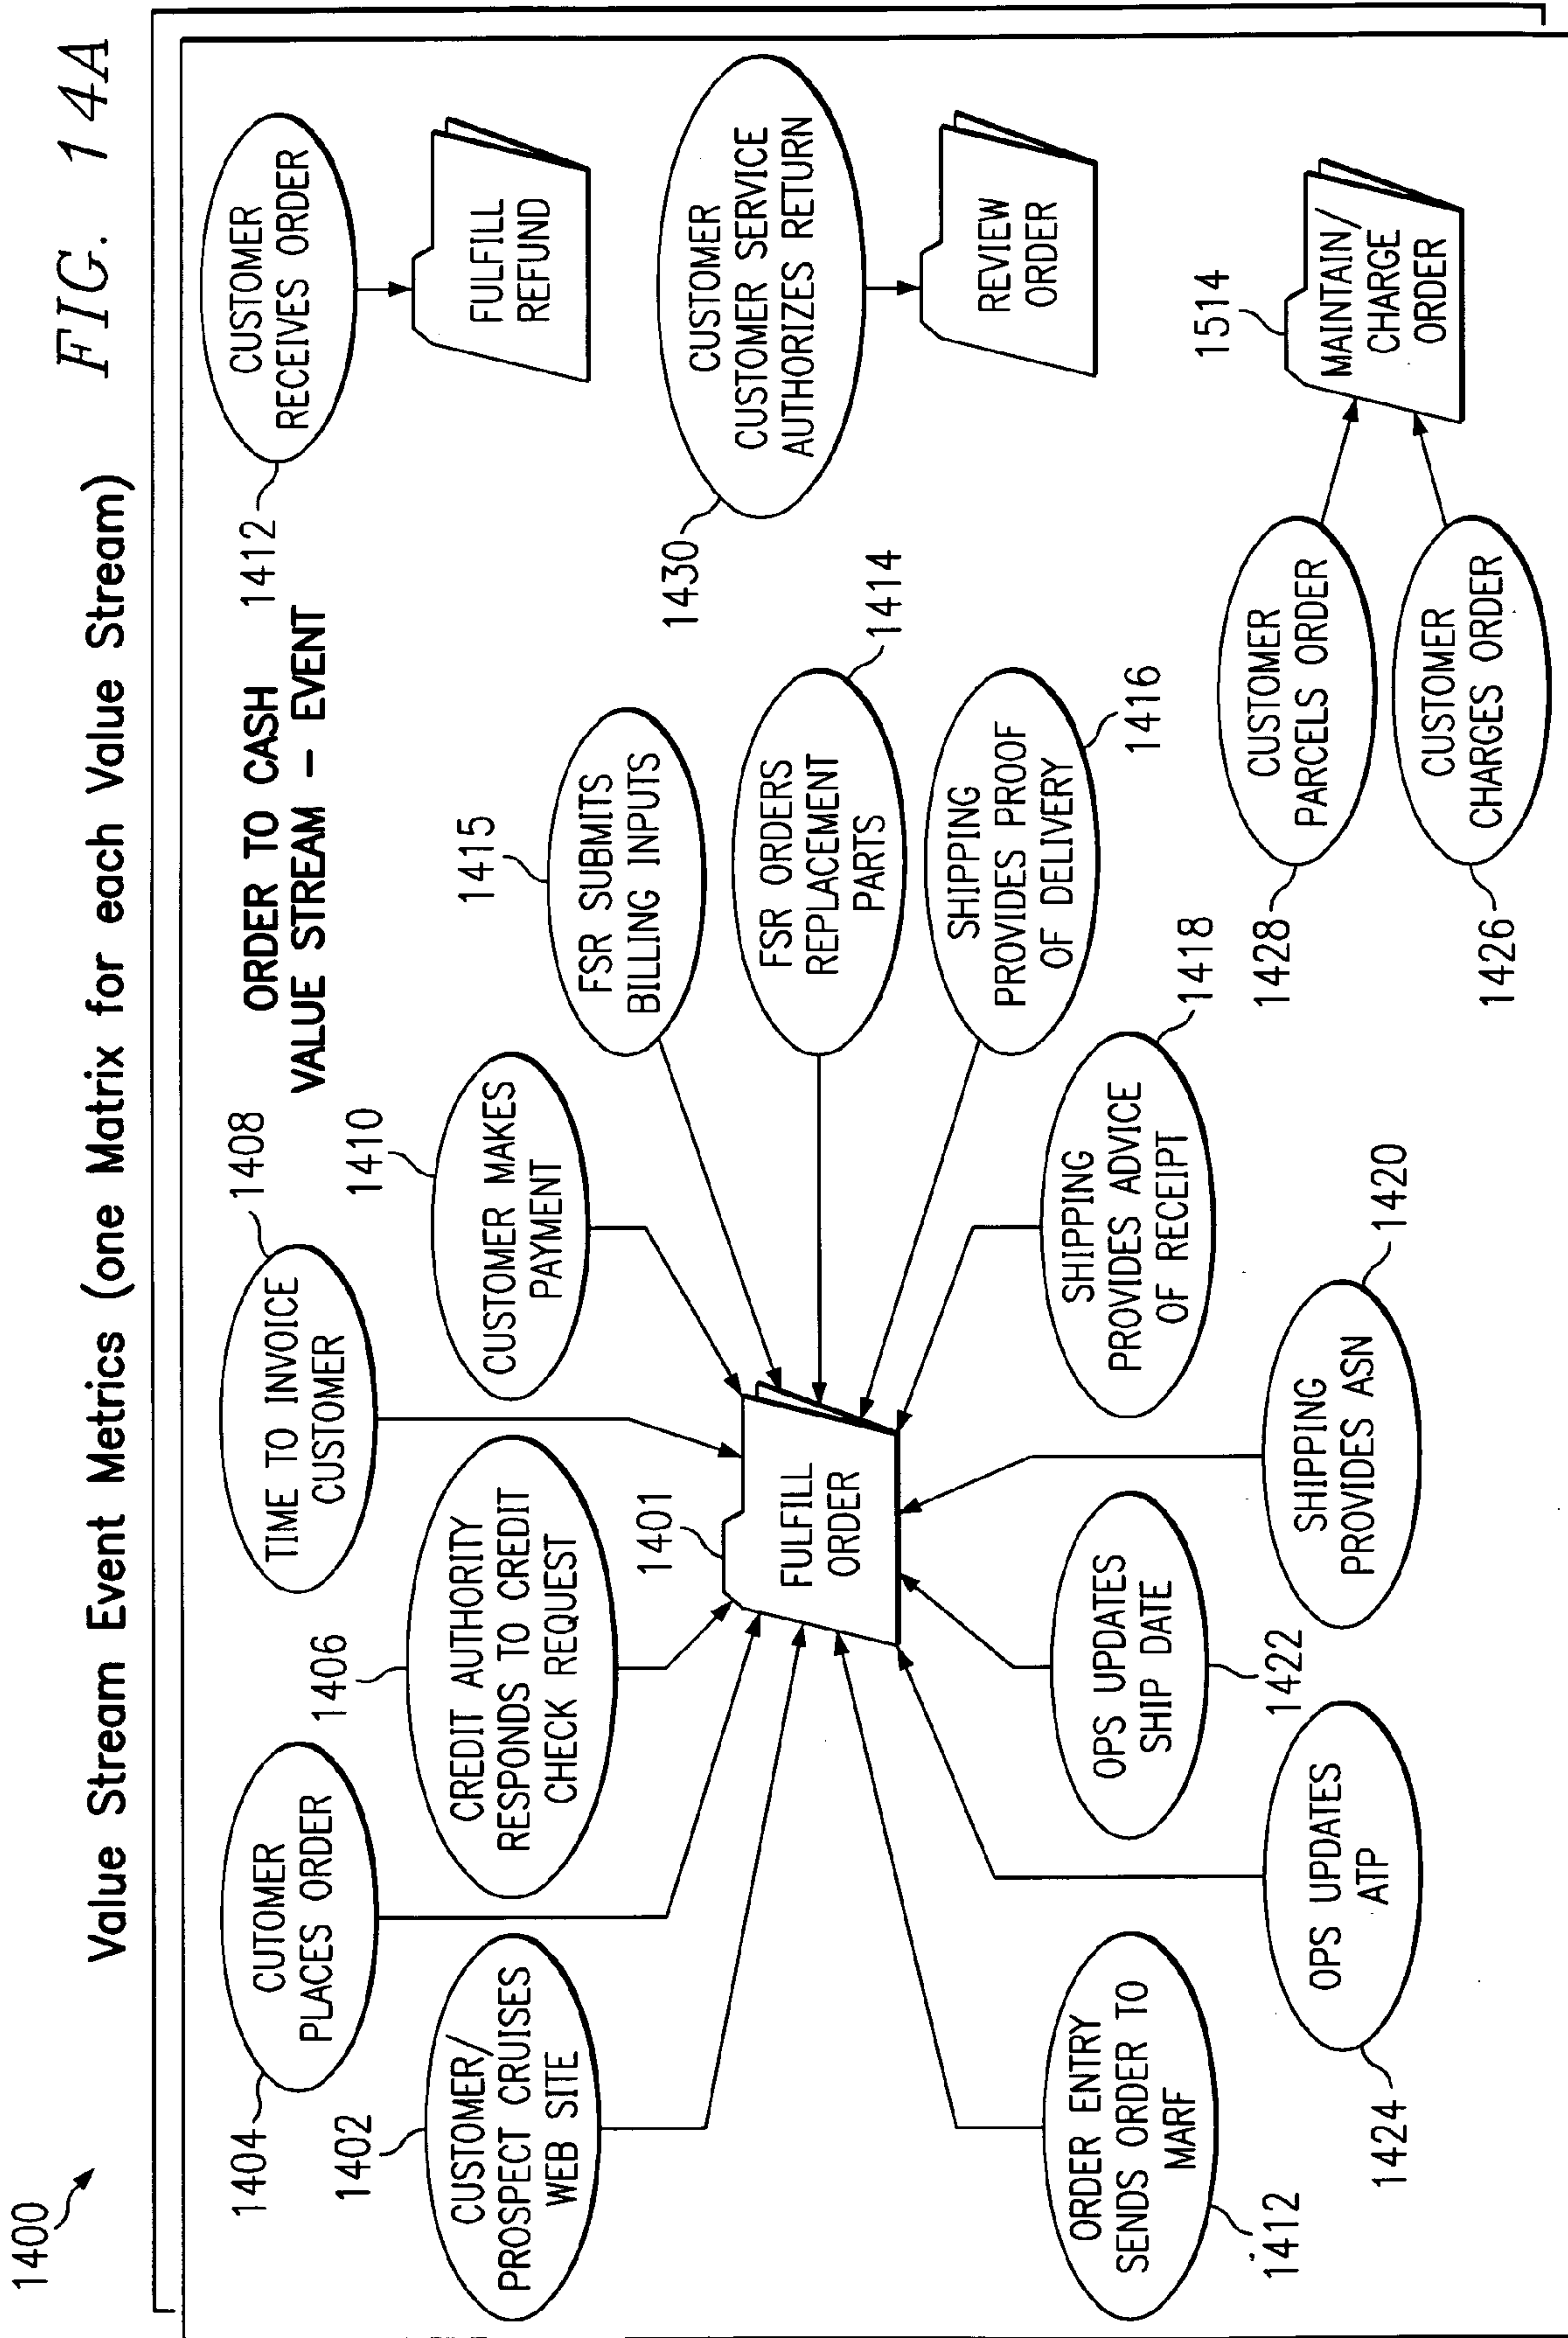 FIG. 14A
1400
Value Stream Event Metrics (one Matrix for each Value Stream)
ORDER TO CASH
VALUE STREAM – EVENT
1404
CUTOMER
PLACES ORDER
1408
TIME TO INVOICE
CUSTOMER
1412
CUSTOMER
RECEIVES ORDER
FULFILL
REFUND
1402
CUSTOMER/
PROSPECT CRUISES
WEB SITE
1406
CREDIT AUTHORITY
RESPONDS TO CREDIT
CHECK REQUEST
1410
CUSTOMER MAKES
PAYMENT
1415
FSR SUBMITS
BILLING INPUTS
1430
CUSTOMER
CUSTOMER SERVICE
AUTHORIZES RETURN
REVIEW
ORDER
1401
FULFILL
ORDER
FSR ORDERS
REPLACEMENT
PARTS
1414
SHIPPING
PROVIDES PROOF
OF DELIVERY
1416
ORDER ENTRY
SENDS ORDER TO
MARF
1412
OPS UPDATES
SHIP DATE
1422
SHIPPING
PROVIDES ADVICE
OF RECEIPT
1418
OPS UPDATES
ATP
1424
SHIPPING
PROVIDES ASN
1420
1428
CUSTOMER
PARCELS ORDER
1426
CUSTOMER
CHARGES ORDER
1514
MAINTAIN/
CHARGE
ORDER